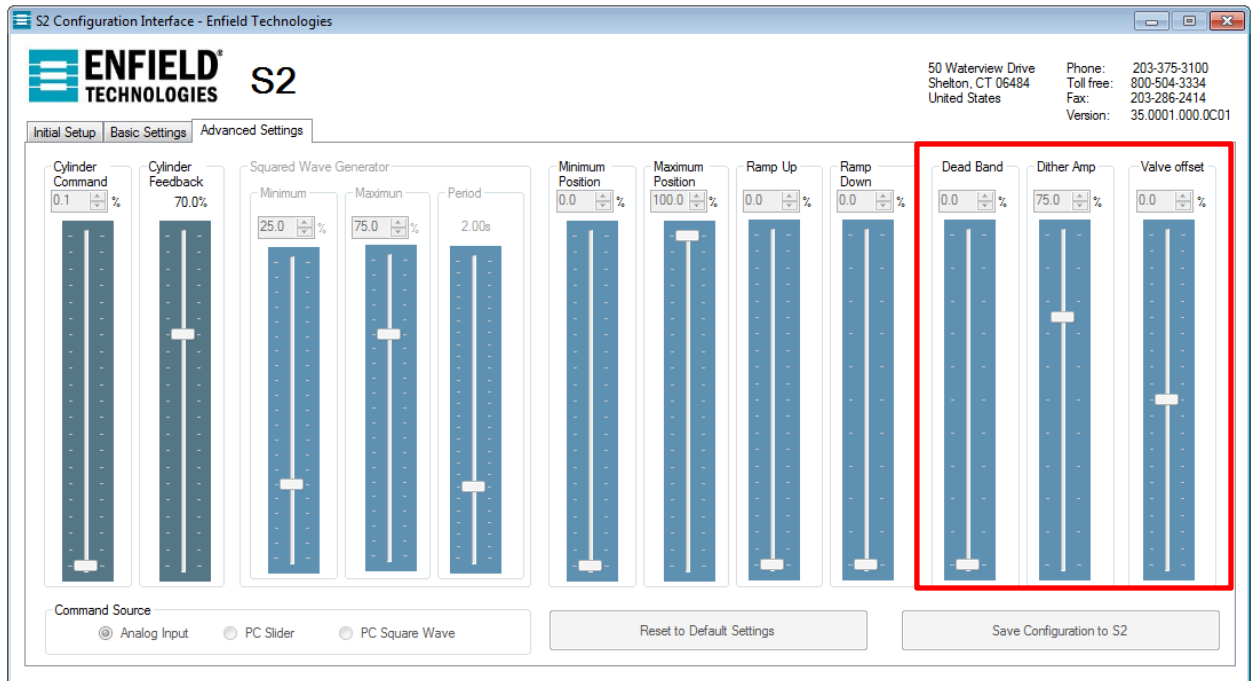 S2 Configuration Interface - Enfield Technologies
ENFIELD®
TECHNOLOGIES
S2
50 Waterview Drive
Shelton, CT 06484
United States
Phone: 203-375-3100
Toll free: 800-504-3334
Fax: 203-286-2414
Version: 35.0001.000.0C01
Initial Setup
Basic Settings
Advanced Settings
Cylinder
Command
0.1 %
Cylinder
Feedback
70.0%
Squared Wave Generator
Minimum
25.0 %
Maximun
75.0 %
Period
2.00s
Minimum
Position
0.0 %
Maximum
Position
100.0 %
Ramp Up
0.0 %
Ramp
Down
0.0 %
Dead Band
0.0 %
Dither Amp
75.0 %
Valve offset
0.0 %
Command Source
Analog Input
PC Slider
PC Square Wave
Reset to Default Settings
Save Configuration to S2